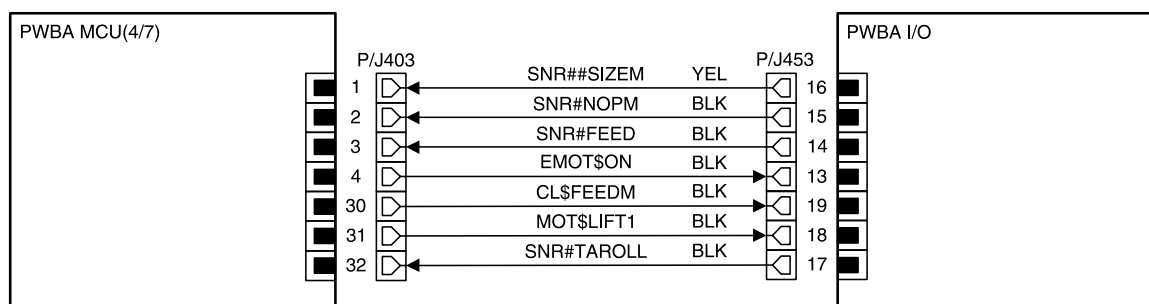 PWBA MCU(4/7)
PWBA I/O
P/J403
P/J453
1 SNR##SIZEM YEL 16
2 SNR#NOPM BLK 15
3 SNR#FEED BLK 14
4 EMOT$ON BLK 13
30 CL$FEEDM BLK 19
31 MOT$LIFT1 BLK 18
32 SNR#TAROLL BLK 17